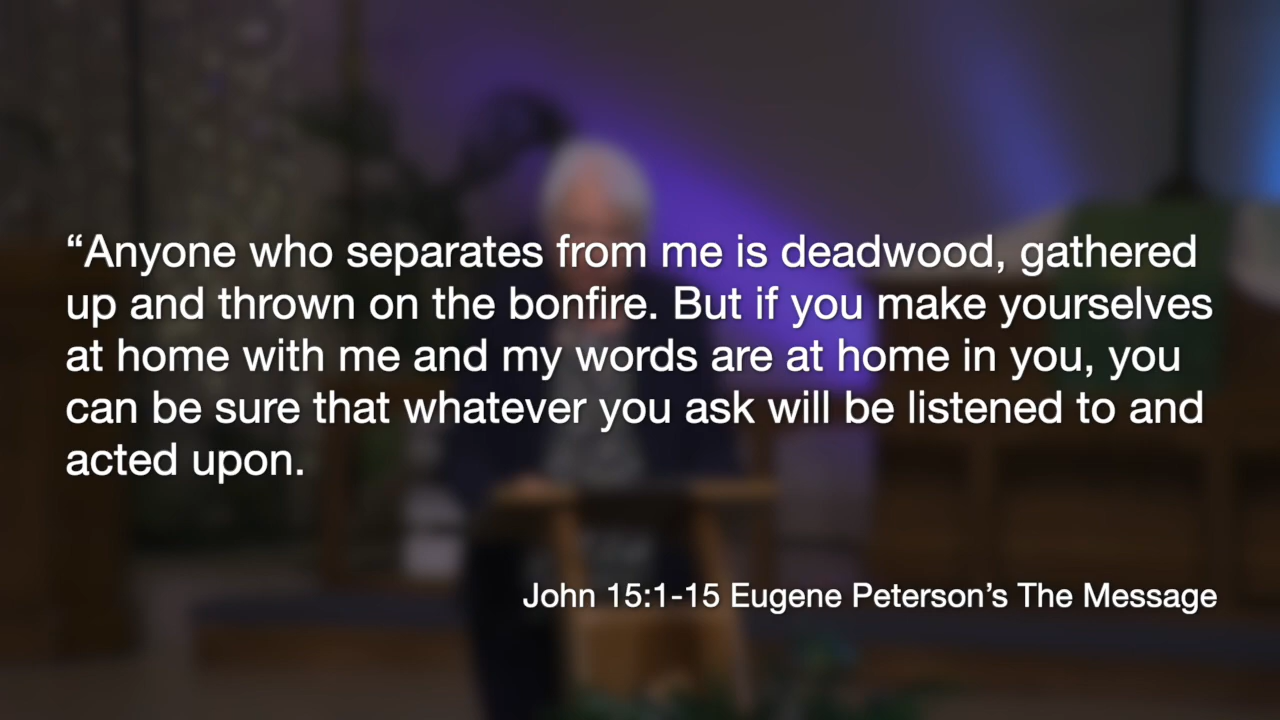 “Anyone who separates from me is deadwood, gathered
up and thrown on the bonfire. But if you make yourselves
at home with me and my words are at home in you, you
can be sure that whatever you ask will be listened to and
acted upon.
John 15:1-15 Eugene Peterson’s The Message